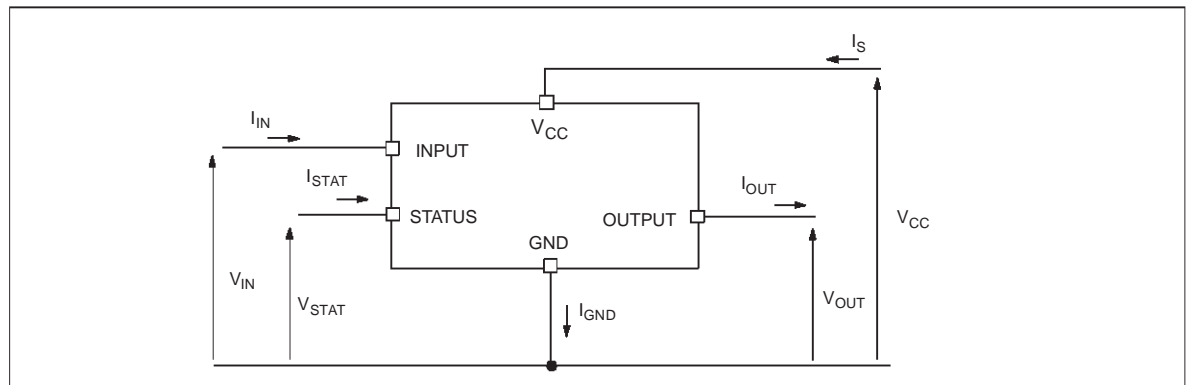 I_S
V_CC
I_IN
INPUT
I_STAT
STATUS
I_OUT
OUTPUT
V_CC
GND
V_IN
V_STAT
V_OUT
I_GND